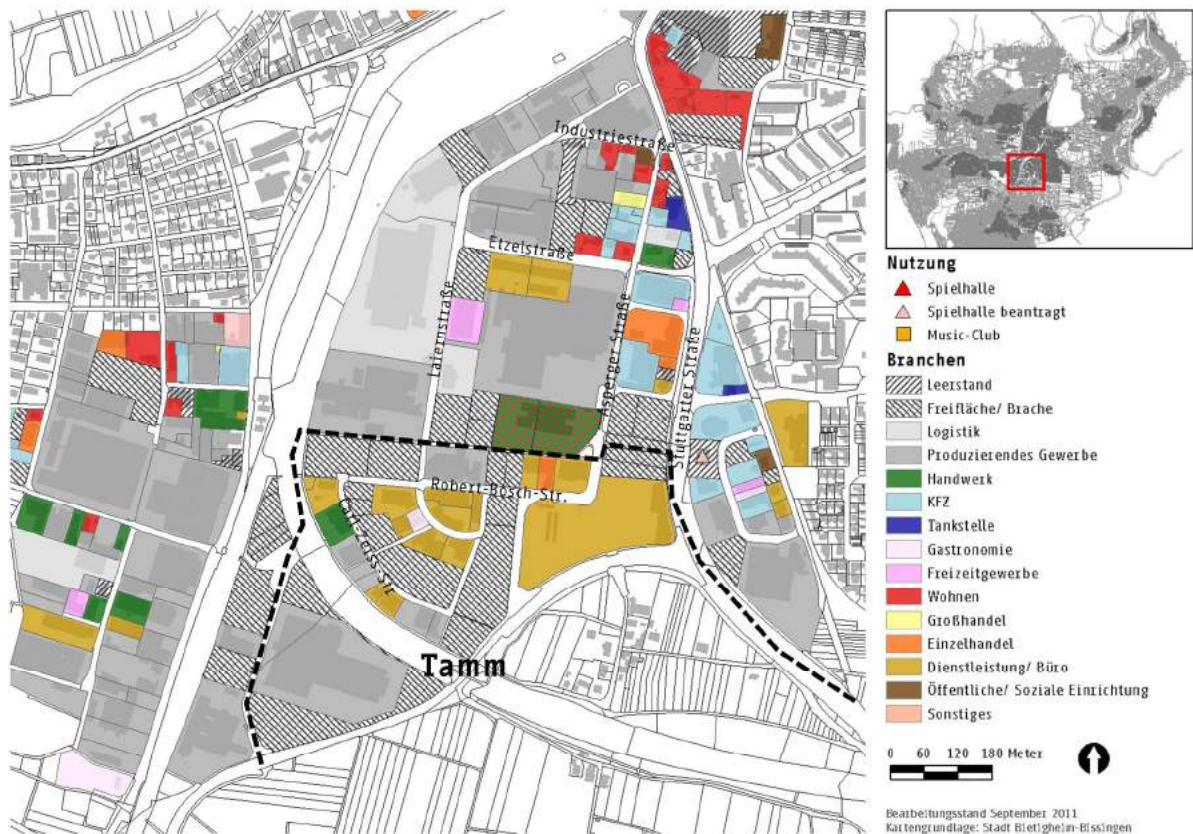 Industriestraße
Etzelstraße
Laiernstraße
Asperger Straße
Stuttgarter Straße
Robert-Bosch-Str.
Carl-Zeiss-Str.
Tamm
Nutzung
Spielhalle
Spielhalle beantragt
Music-Club
Branchen
Leerstand
Freifläche/ Brache
Logistik
Produzierendes Gewerbe
Handwerk
KFZ
Tankstelle
Gastronomie
Freizeitgewerbe
Wohnen
Großhandel
Einzelhandel
Dienstleistung/ Büro
Öffentliche/ Soziale Einrichtung
Sonstiges
0 60 120 180 Meter
Bearbeitungsstand September 2011
Kartengrundlage: Stadt Bietigheim-Bissingen